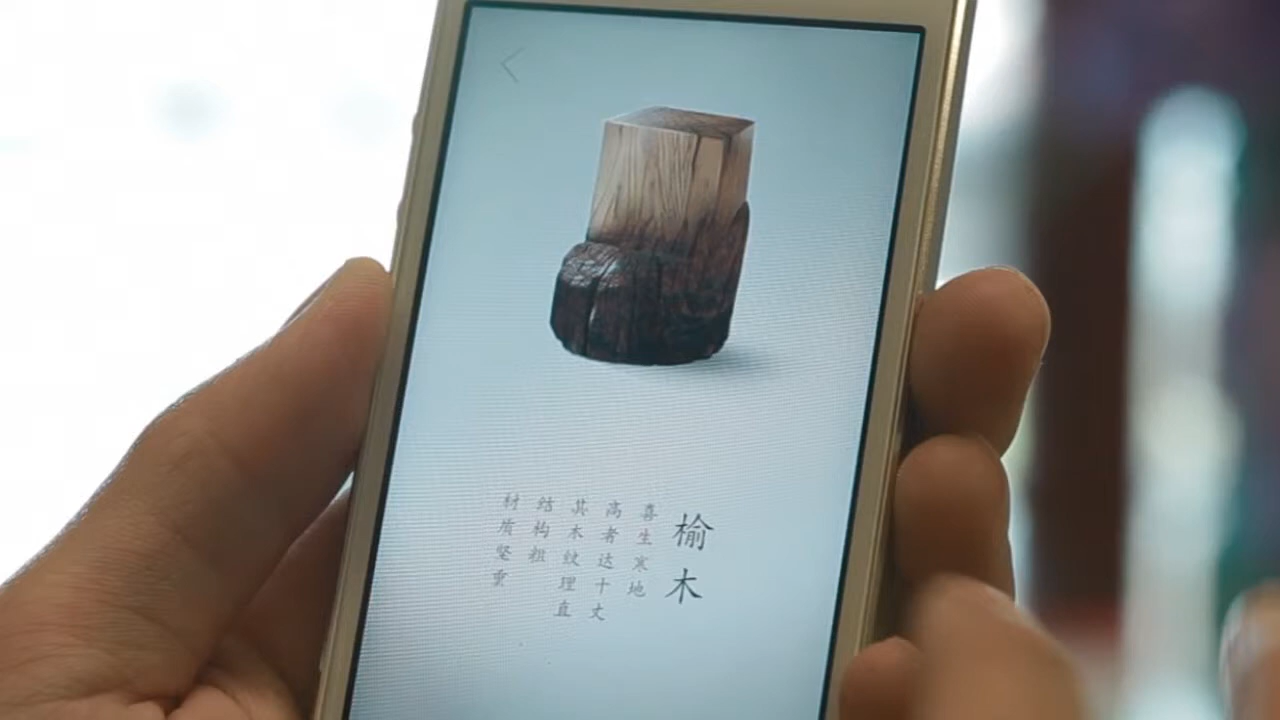 榆木
喜生寒地
高者达十丈
其木纹理直
结构粗
材质坚重